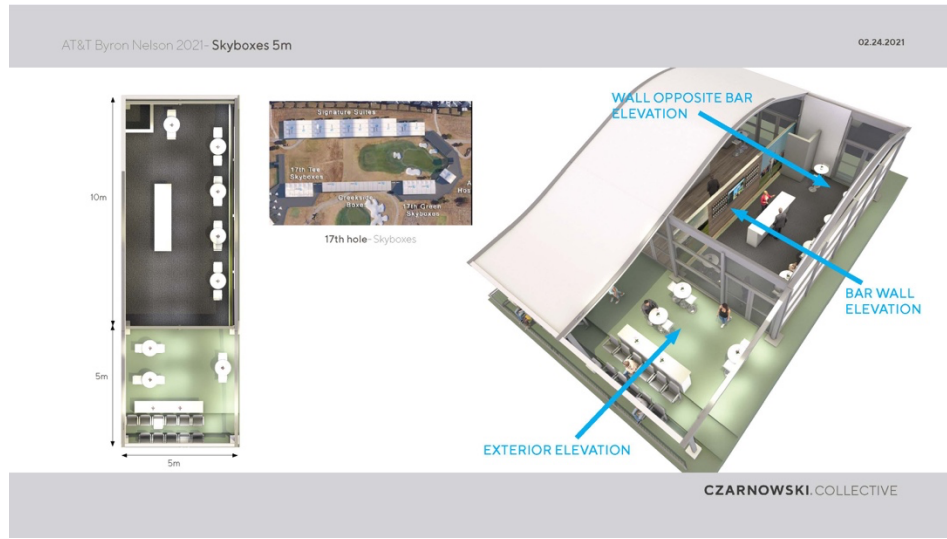 AT&T Byron Nelson 2021- Skyboxes 5m
02.24.2021
10m
5m
5m
Signature Suites
17th Tee
Skyboxes
Creekside
Boxes
17th Green
Skyboxes
17th hole- Skyboxes
WALL OPPOSITE BAR
ELEVATION
BAR WALL
ELEVATION
EXTERIOR ELEVATION
CZARNOWSKI.COLLECTIVE